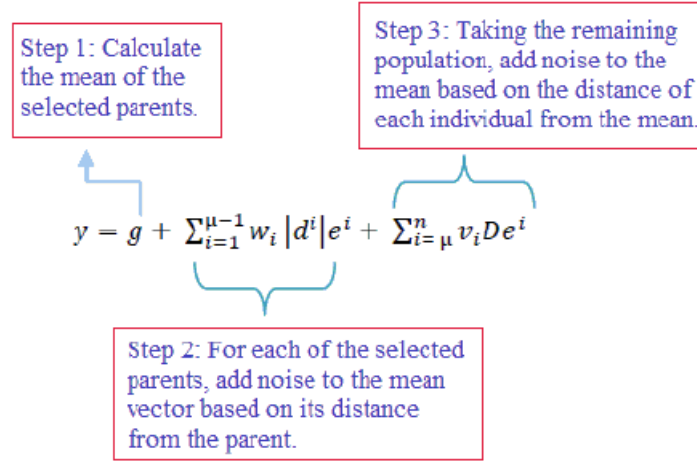 Step 1: Calculate
the mean of the
selected parents.
Step 3: Taking the remaining
population, add noise to the
mean based on the distance of
each individual from the mean.
y = g + ∑_{i=1}^{μ−1} w_i |d^i|e^i + ∑_{i= μ}^{n} v_i De^i
Step 2: For each of the selected
parents, add noise to the mean
vector based on its distance
from the parent.